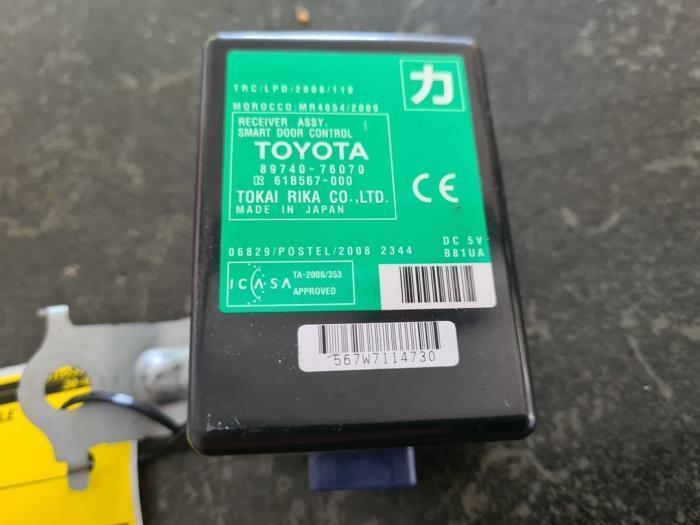 TRC/LPD/2008/110
力
MOROCCO:MR4054/2009
RECEIVER ASSY.
SMART DOOR CONTROL
TOYOTA
89740-76070
61B567-000
TOKAI RIKA CO.,LTD.
MADE IN JAPAN
CE
06829/POSTEL/2008 2344
DC 5V
B81UA
ICASA
TA-2008/353
APPROVED
567W7114730